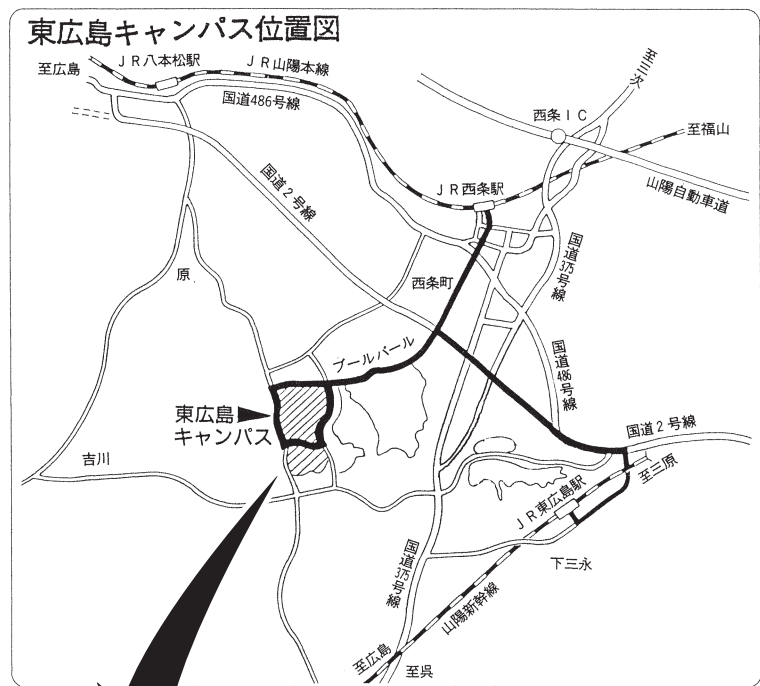 東広島キャンパス位置図
至広島
ＪＲ八本松駅
ＪＲ山陽本線
国道486号線
至三次
西条ＩＣ
至福山
国道２号線
ＪＲ西条駅
山陽自動車道
原
西条町
国道375号線
ブールバール
国道486号線
東広島
キャンパス
国道２号線
吉川
至三原
ＪＲ東広島駅
国道375号線
下三永
山陽新幹線
至広島
至呉